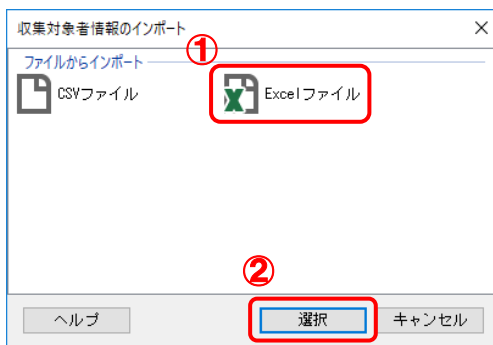 収集対象者情報のインポート
①
ファイルからインポート
CSVファイル
Excelファイル
②
ヘルプ
選択
キャンセル